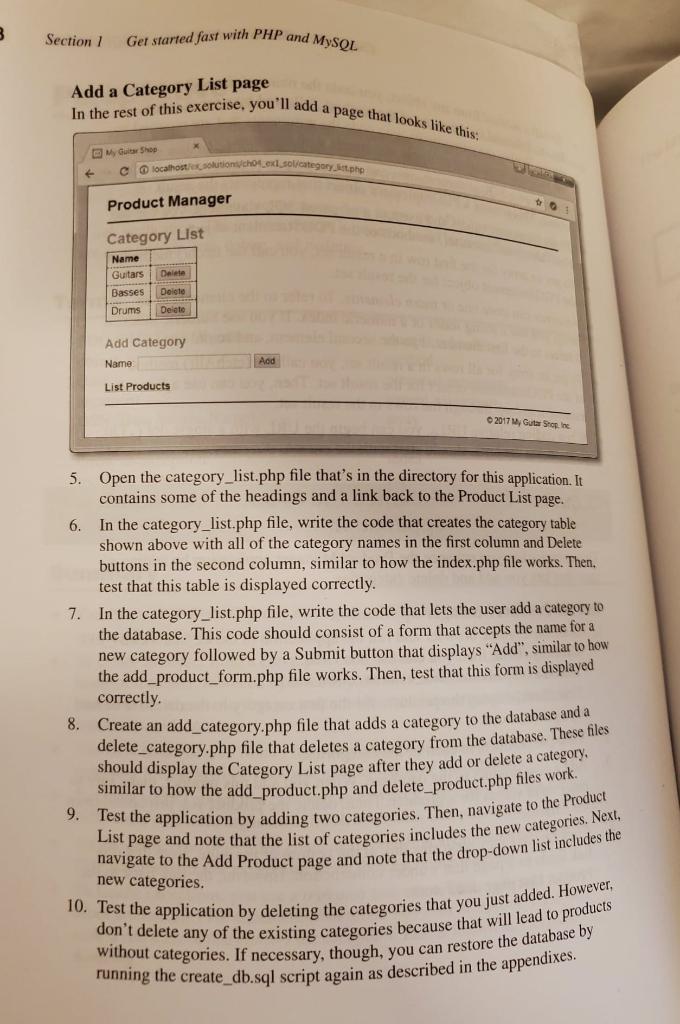 3
Section 1 Get started fast with PHP and MySQL
Add a Category List page
In the rest of this exercise, you'll add a page that looks like this:
My Guitar Shop x
localhost/ex_solutions/ch04_ex1_sol/category_list.php
Product Manager
Category List
Name
Guitars Delete
Basses Delete
Drums Delete
Add Category
Name: Add
List Products
© 2017 My Guitar Shop, Inc.
5. Open the category_list.php file that's in the directory for this application. It
contains some of the headings and a link back to the Product List page.
6. In the category_list.php file, write the code that creates the category table
shown above with all of the category names in the first column and Delete
buttons in the second column, similar to how the index.php file works. Then,
test that this table is displayed correctly.
7. In the category_list.php file, write the code that lets the user add a category to
the database. This code should consist of a form that accepts the name for a
new category followed by a Submit button that displays "Add", similar to how
the add_product_form.php file works. Then, test that this form is displayed
correctly.
8. Create an add_category.php file that adds a category to the database and a
delete_category.php file that deletes a category from the database. These files
should display the Category List page after they add or delete a category,
similar to how the add_product.php and delete_product.php files work.
9. Test the application by adding two categories. Then, navigate to the Product
List page and note that the list of categories includes the new categories. Next,
navigate to the Add Product page and note that the drop-down list includes the
new categories.
10. Test the application by deleting the categories that you just added. However,
don't delete any of the existing categories because that will lead to products
without categories. If necessary, though, you can restore the database by
running the create_db.sql script again as described in the appendixes.